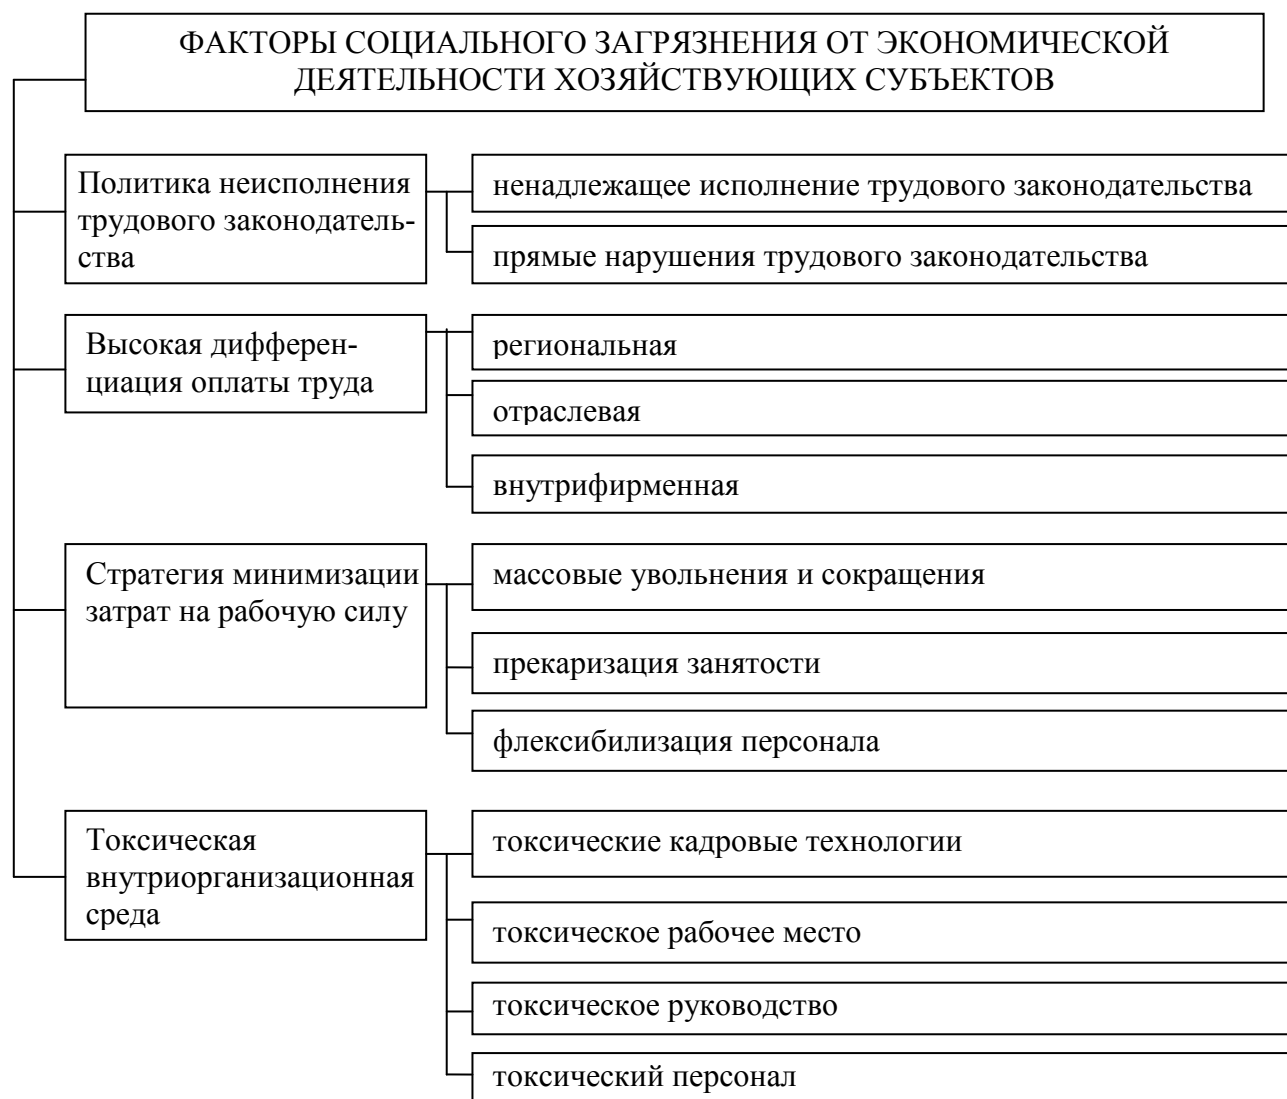 ФАКТОРЫ СОЦИАЛЬНОГО ЗАГРЯЗНЕНИЯ ОТ ЭКОНОМИЧЕСКОЙ
ДЕЯТЕЛЬНОСТИ ХОЗЯЙСТВУЮЩИХ СУБЪЕКТОВ
Политика неисполнения
трудового законодатель-
ства
ненадлежащее исполнение трудового законодательства
прямые нарушения трудового законодательства
Высокая дифферен-
циация оплаты труда
региональная
отраслевая
внутрифирменная
Стратегия минимизации
затрат на рабочую силу
массовые увольнения и сокращения
прекаризация занятости
флексибилизация персонала
Токсическая
внутриорганизационная
среда
токсические кадровые технологии
токсическое рабочее место
токсическое руководство
токсический персонал